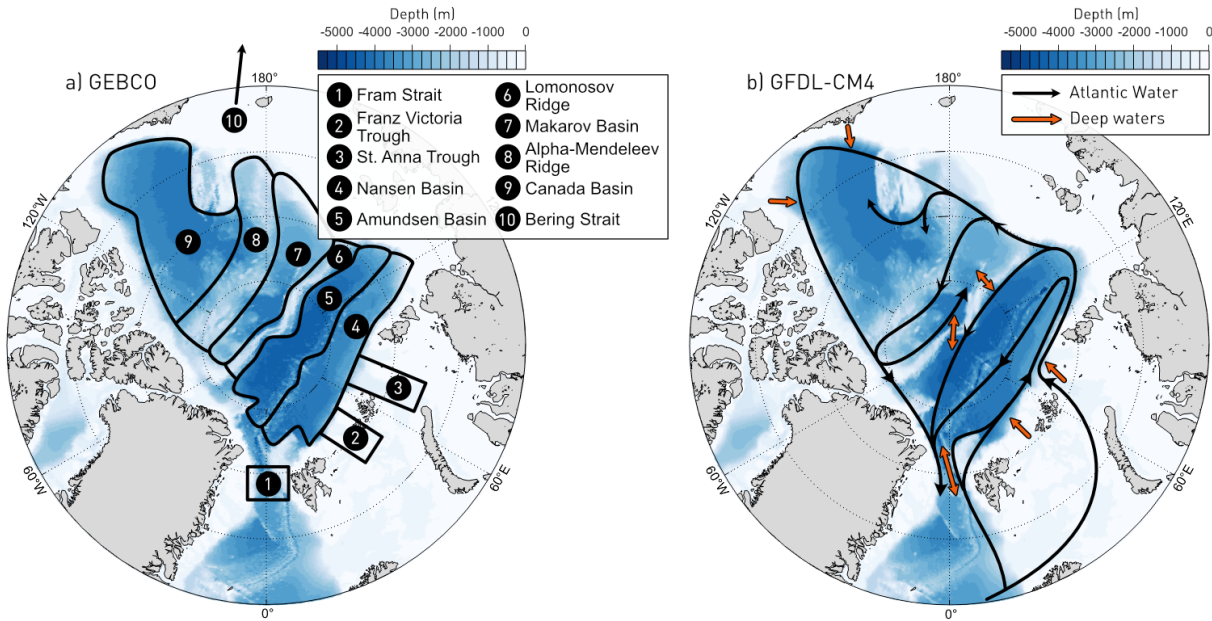 Depth (m)
-5000 -4000 -3000 -2000 -1000 0
a) GEBCO
180°
10
1 Fram Strait
2 Franz Victoria
Trough
3 St. Anna Trough
4 Nansen Basin
5 Amundsen Basin
6 Lomonosov
Ridge
7 Makarov Basin
8 Alpha-Mendeleev
Ridge
9 Canada Basin
10 Bering Strait
120°W
9
8
7
6
5
4
3
2
1
60°W
60°E
0°
Depth (m)
-5000 -4000 -3000 -2000 -1000 0
b) GFDL-CM4
180°
Atlantic Water
Deep waters
120°W
120°E
60°W
60°E
0°